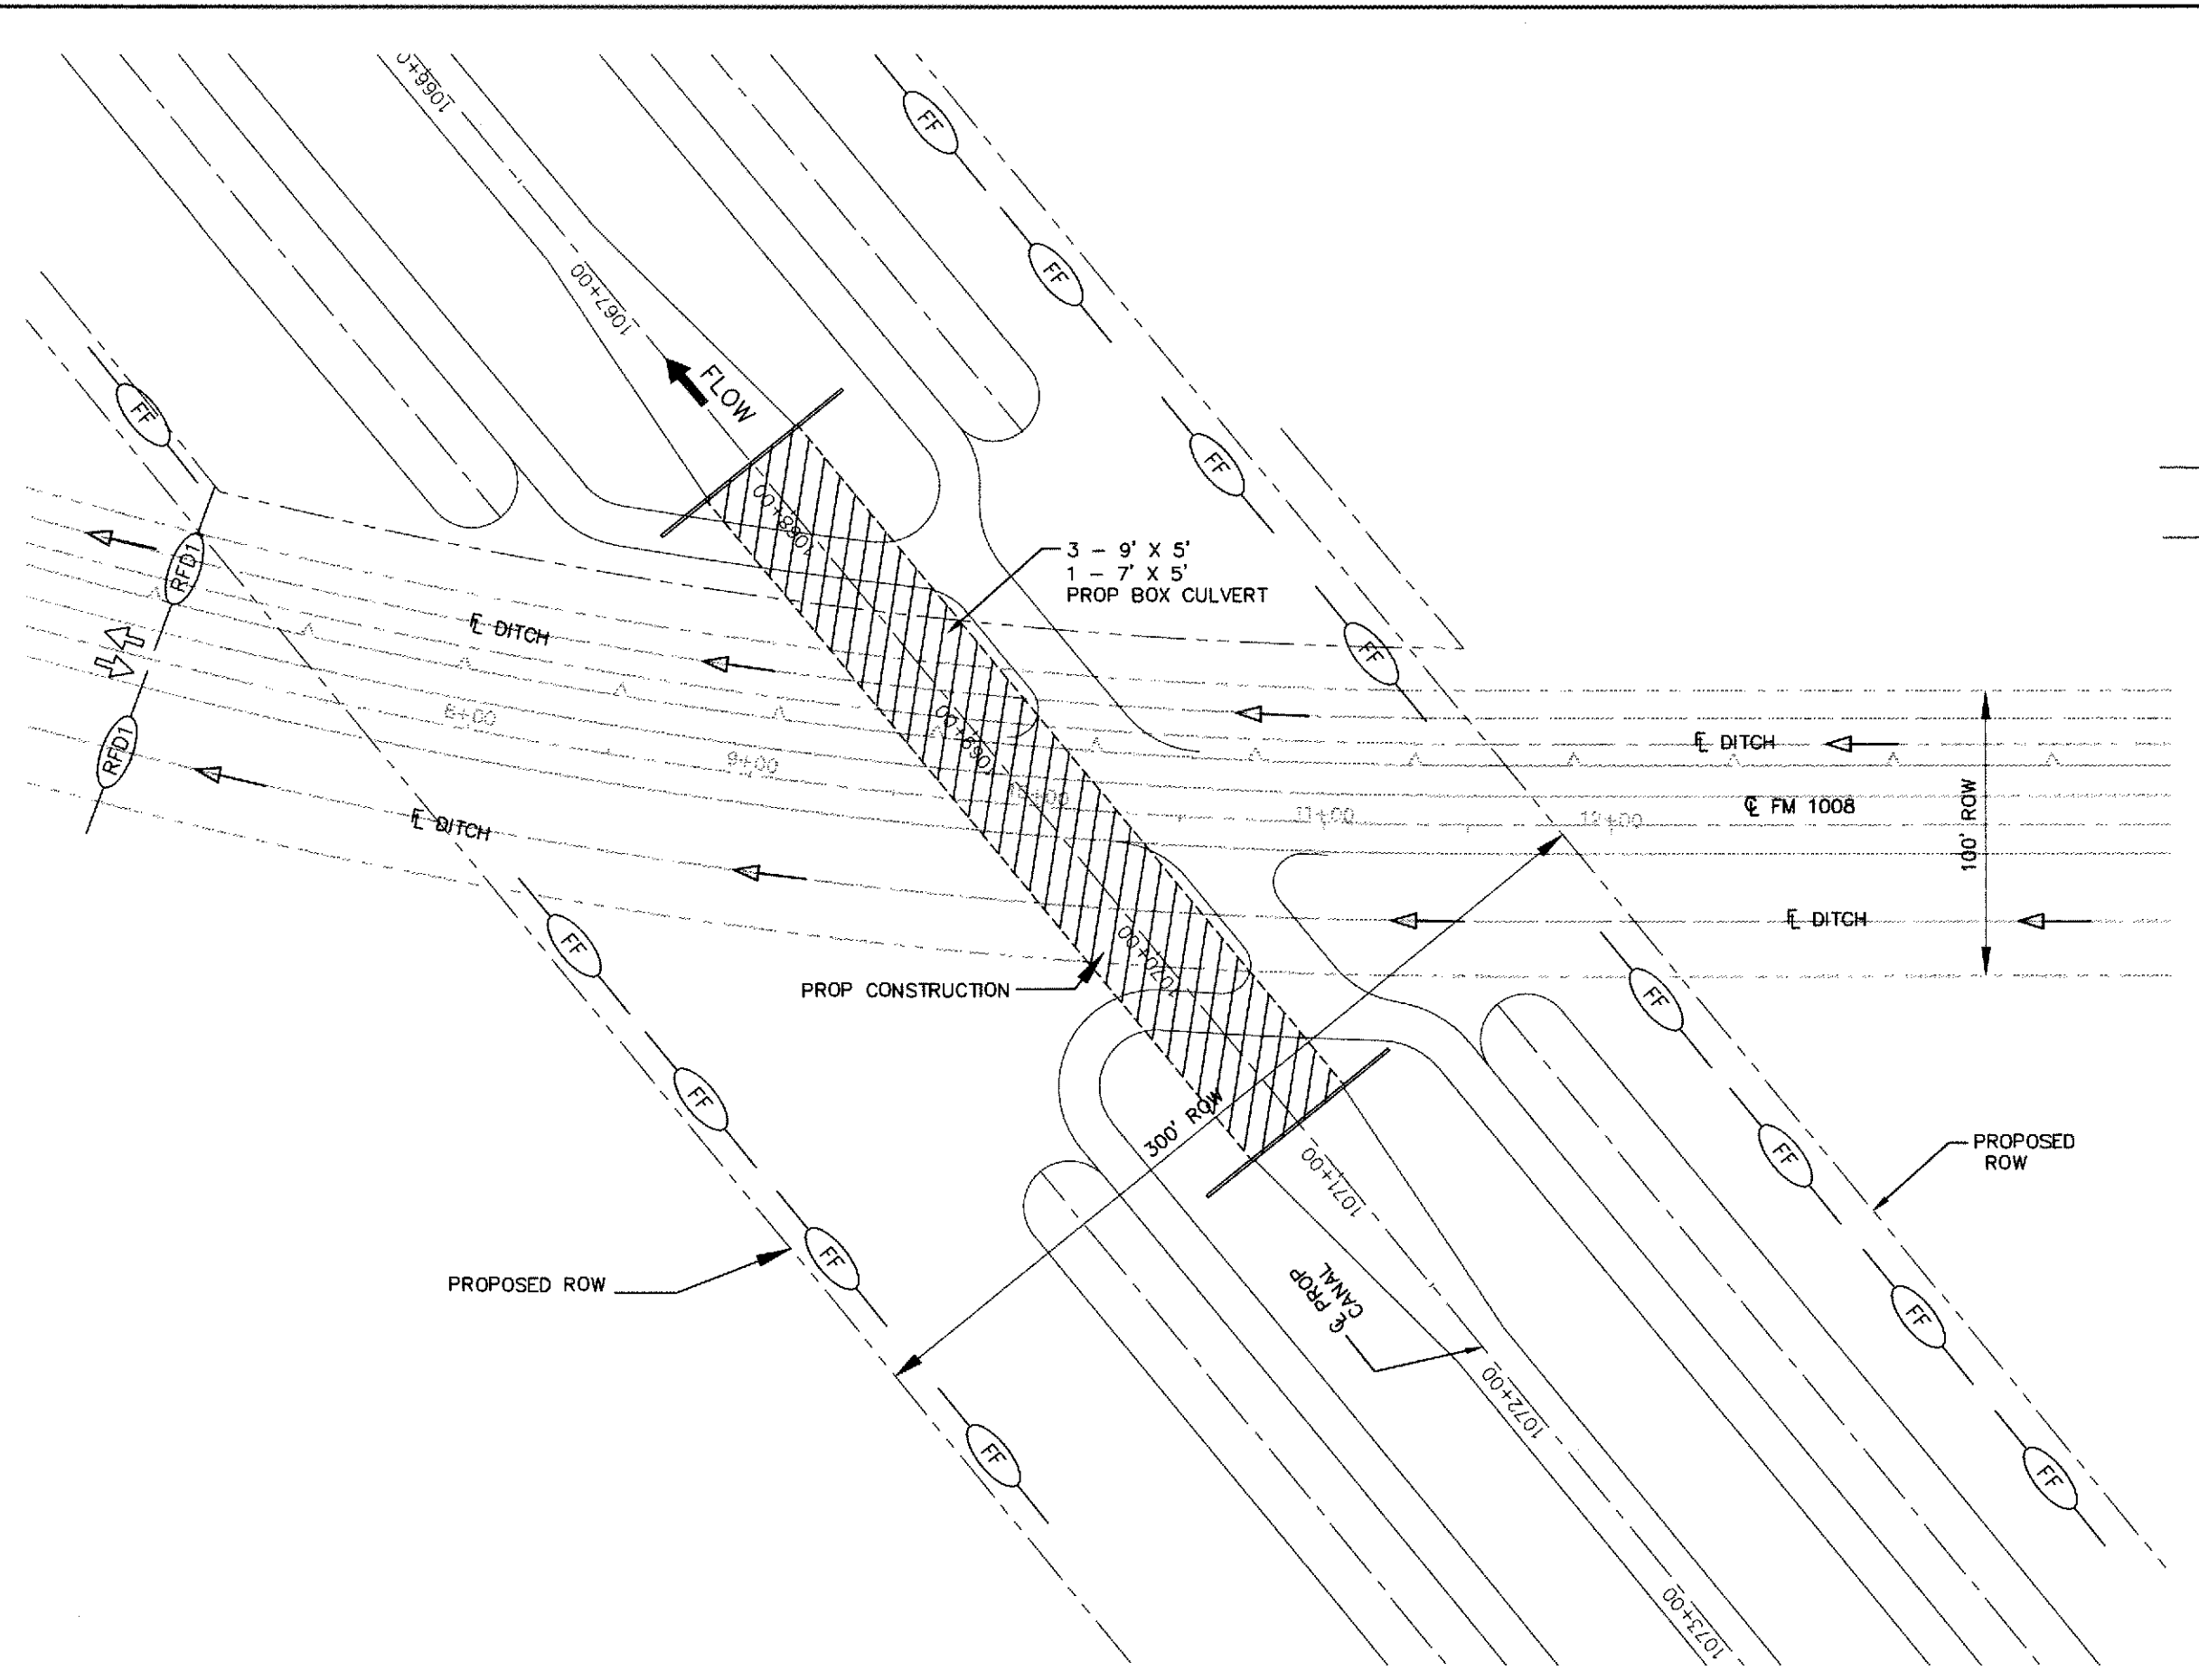 1066+0
FF
FF
1067+00
FLOW
FF
FF
1068+00
3 - 9' X 5'
1 - 7' X 5'
PROP BOX CULVERT
RFD1
℄ DITCH
FF
RFD1
1069+00
9+00
10+00
11+00
12+00
℄ DITCH
℄ FM 1008
100' ROW
℄ DITCH
℄ DITCH
FF
1070+00
PROP CONSTRUCTION
FF
FF
300' ROW
1071+00
FF
PROPOSED
ROW
FF
PROPOSED ROW
℄ PROP
CANAL
FF
1072+00
FF
FF
1073+00